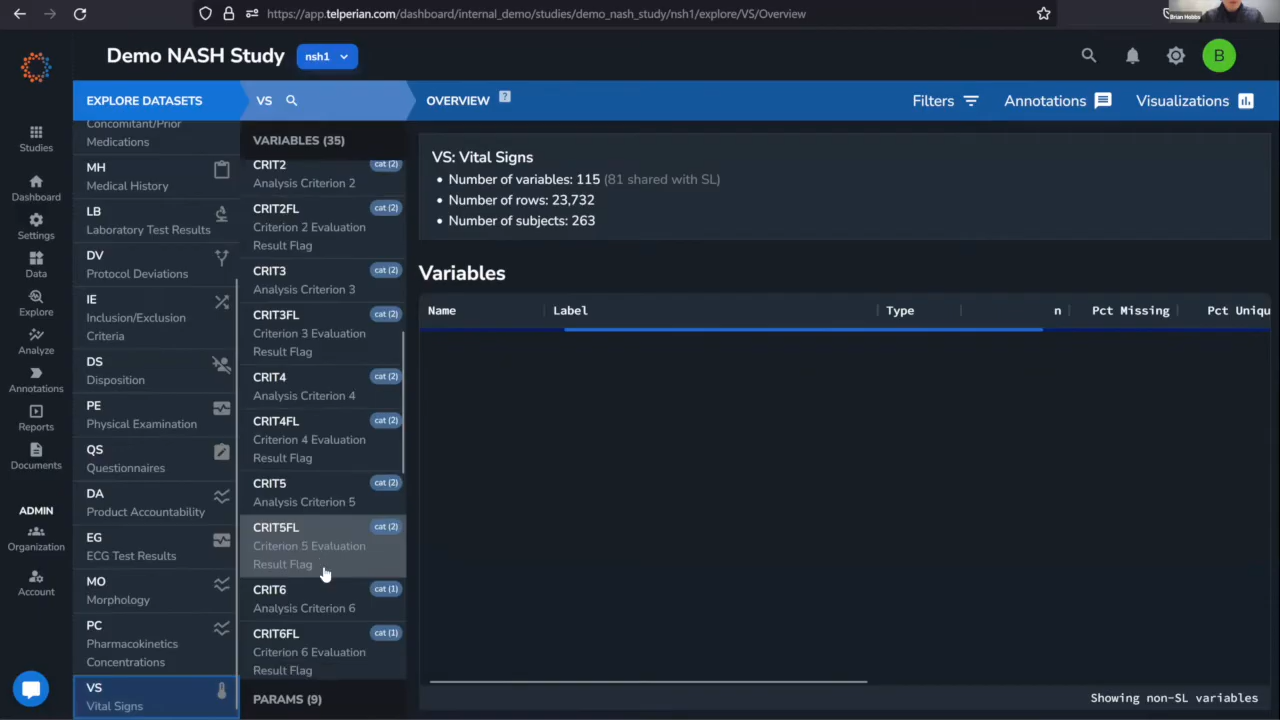 https://app.telperian.com/dashboard/internal_demo/studies/demo_nash_study/nsh1/explore/VS/Overview
Brian Hobbs
Demo NASH Study
nsh1
B
EXPLORE DATASETS
VS
OVERVIEW
?
Filters
Annotations
Visualizations
Studies
Dashboard
Settings
Data
Explore
Analyze
Annotations
Reports
Documents
ADMIN
Organization
Account
Concomitant/Prior
Medications
MH
Medical History
LB
Laboratory Test Results
DV
Protocol Deviations
IE
Inclusion/Exclusion
Criteria
DS
Disposition
PE
Physical Examination
QS
Questionnaires
DA
Product Accountability
EG
ECG Test Results
MO
Morphology
PC
Pharmacokinetics
Concentrations
VS
Vital Signs
VARIABLES (35)
CRIT2 cat (2)
Analysis Criterion 2
CRIT2FL cat (2)
Criterion 2 Evaluation
Result Flag
CRIT3 cat (2)
Analysis Criterion 3
CRIT3FL cat (2)
Criterion 3 Evaluation
Result Flag
CRIT4 cat (2)
Analysis Criterion 4
CRIT4FL cat (2)
Criterion 4 Evaluation
Result Flag
CRIT5 cat (2)
Analysis Criterion 5
CRIT5FL cat (2)
Criterion 5 Evaluation
Result Flag
CRIT6 cat (1)
Analysis Criterion 6
CRIT6FL cat (1)
Criterion 6 Evaluation
Result Flag
PARAMS (9)
VS: Vital Signs
• Number of variables: 115 (81 shared with SL)
• Number of rows: 23,732
• Number of subjects: 263
Variables
Name Label Type n Pct Missing Pct Uniqu
Showing non-SL variables